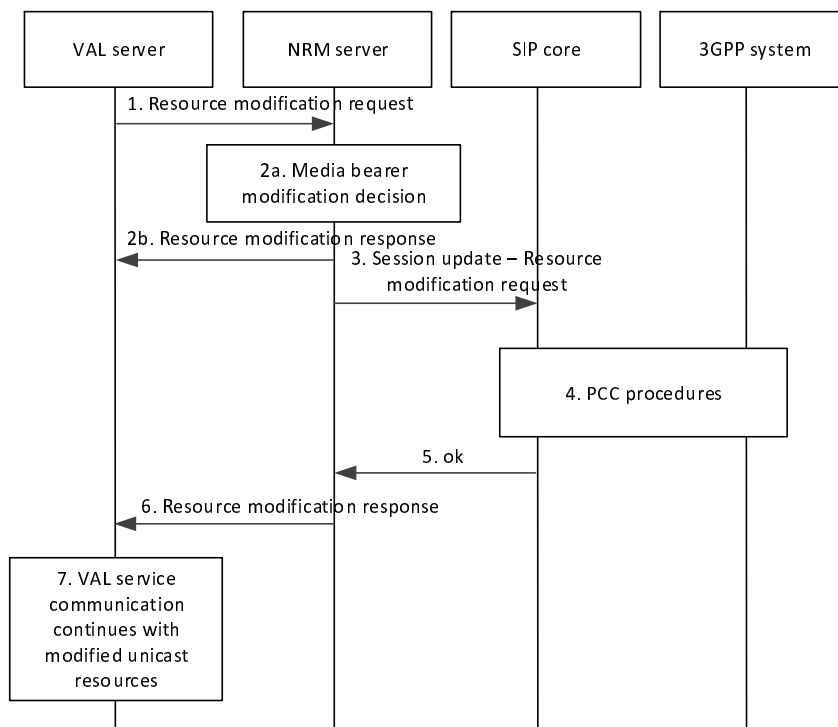 VAL server
NRM server
SIP core
3GPP system
1. Resource modification request
2a. Media bearer
modification decision
2b. Resource modification response
3. Session update – Resource
modification request
4. PCC procedures
5. ok
6. Resource modification response
7. VAL service
communication
continues with
modified unicast
resources